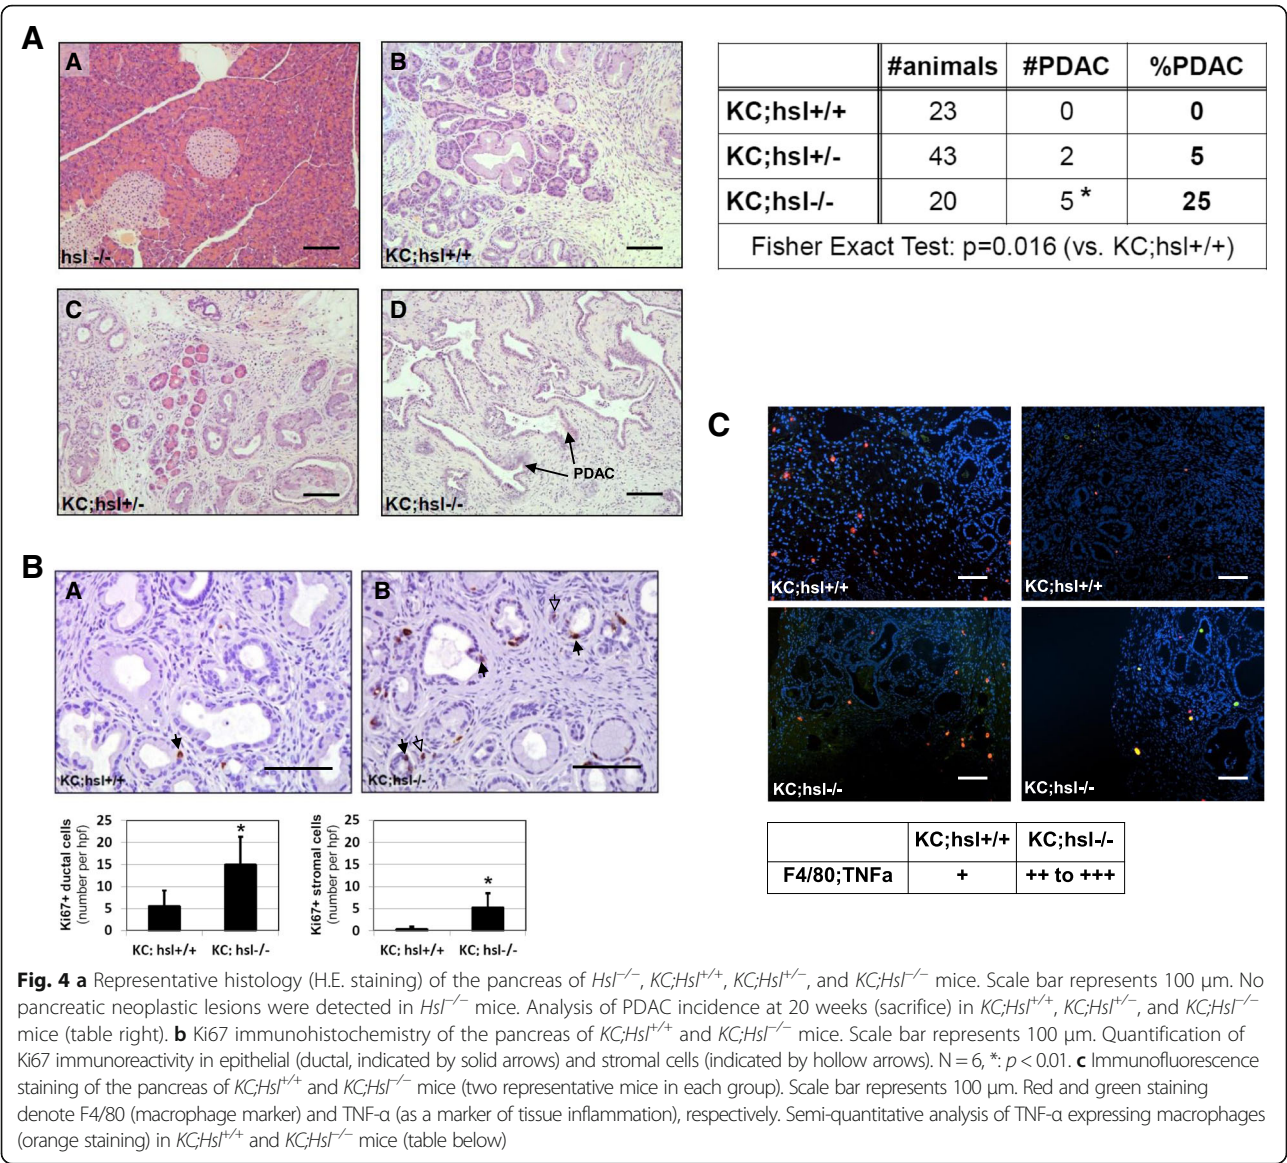 A
A
hsl -/-
B
KC;hsl+/+
C
KC;hsl+/-
D
PDAC
KC;hsl-/-
#animals #PDAC %PDAC
KC;hsl+/+ 23 0 0
KC;hsl+/- 43 2 5
KC;hsl-/- 20 5 * 25
Fisher Exact Test: p=0.016 (vs. KC;hsl+/+)
B
A
KC;hsl+/+
B
KC;hsl-/-
Ki67+ ductal cells
(number per hpf)
25
20
15
10
5
0
*
KC; hsl+/+ KC; hsl-/-
Ki67+ stromal cells
(number per hpf)
25
20
15
10
5
0
*
KC; hsl+/+ KC; hsl-/-
C
KC;hsl+/+
KC;hsl+/+
KC;hsl-/-
KC;hsl-/-
KC;hsl+/+ KC;hsl-/-
F4/80;TNFa + ++ to +++
Fig. 4 a Representative histology (H.E. staining) of the pancreas of Hsl−/−, KC;Hsl+/+, KC;Hsl+/−, and KC;Hsl−/− mice. Scale bar represents 100 μm. No
pancreatic neoplastic lesions were detected in Hsl−/− mice. Analysis of PDAC incidence at 20 weeks (sacrifice) in KC;Hsl+/+, KC;Hsl+/−, and KC;Hsl−/−
mice (table right). b Ki67 immunohistochemistry of the pancreas of KC;Hsl+/+ and KC;Hsl−/− mice. Scale bar represents 100 μm. Quantification of
Ki67 immunoreactivity in epithelial (ductal, indicated by solid arrows) and stromal cells (indicated by hollow arrows). N = 6, *: p < 0.01. c Immunofluorescence
staining of the pancreas of KC;Hsl+/+ and KC;Hsl−/− mice (two representative mice in each group). Scale bar represents 100 μm. Red and green staining
denote F4/80 (macrophage marker) and TNF-α (as a marker of tissue inflammation), respectively. Semi-quantitative analysis of TNF-α expressing macrophages
(orange staining) in KC;Hsl+/+ and KC;Hsl−/− mice (table below)